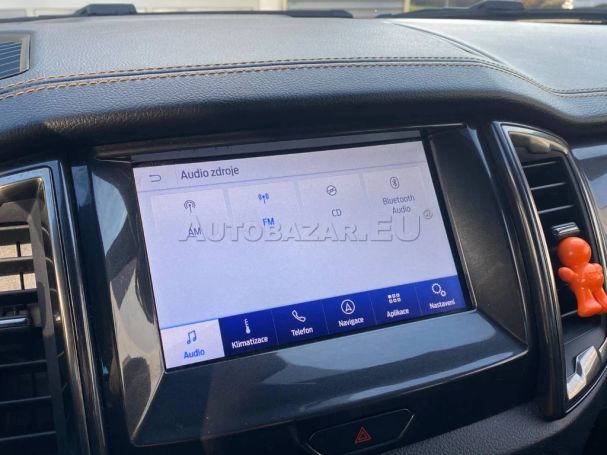 Audio zdroje
AM
FM
CD
Bluetooth
Audio
AUTOBAZAR.EU
Audio
Klimatizace
Telefon
Navigace
Aplikace
Nastavení